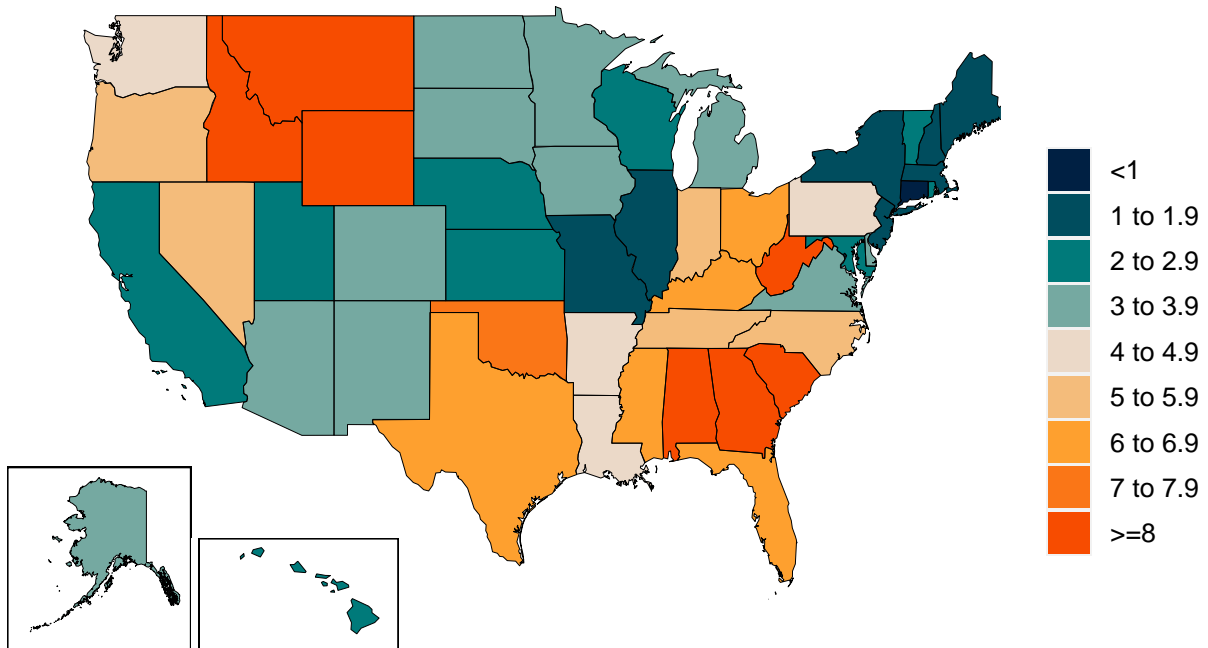 <1
1 to 1.9
2 to 2.9
3 to 3.9
4 to 4.9
5 to 5.9
6 to 6.9
7 to 7.9
>=8